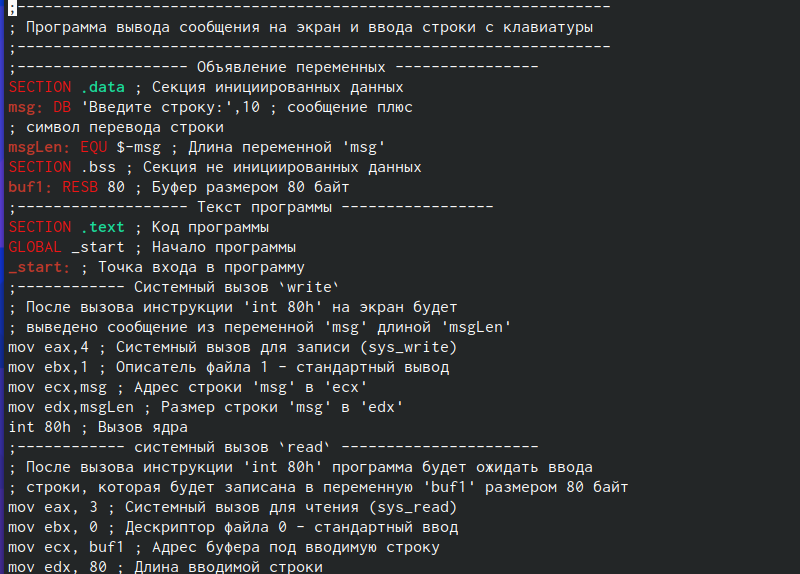 ;------------------------------------------------------------------
; Программа вывода сообщения на экран и ввода строки с клавиатуры
;------------------------------------------------------------------
;------------------- Объявление переменных ----------------
SECTION .data ; Секция инициированных данных
msg: DB 'Введите строку:',10 ; сообщение плюс
; символ перевода строки
msgLen: EQU $-msg ; Длина переменной 'msg'
SECTION .bss ; Секция не инициированных данных
buf1: RESB 80 ; Буфер размером 80 байт
;------------------- Текст программы -----------------
SECTION .text ; Код программы
GLOBAL _start ; Начало программы
_start: ; Точка входа в программу
;------------ Системный вызов `write`
; После вызова инструкции 'int 80h' на экран будет
; выведено сообщение из переменной 'msg' длиной 'msgLen'
mov eax,4 ; Системный вызов для записи (sys_write)
mov ebx,1 ; Описатель файла 1 - стандартный вывод
mov ecx,msg ; Адрес строки 'msg' в 'ecx'
mov edx,msgLen ; Размер строки 'msg' в 'edx'
int 80h ; Вызов ядра
;------------ системный вызов `read` ----------------------
; После вызова инструкции 'int 80h' программа будет ожидать ввода
; строки, которая будет записана в переменную 'buf1' размером 80 байт
mov eax, 3 ; Системный вызов для чтения (sys_read)
mov ebx, 0 ; Дескриптор файла 0 - стандартный ввод
mov ecx, buf1 ; Адрес буфера под вводимую строку
mov edx, 80 ; Длина вводимой строки